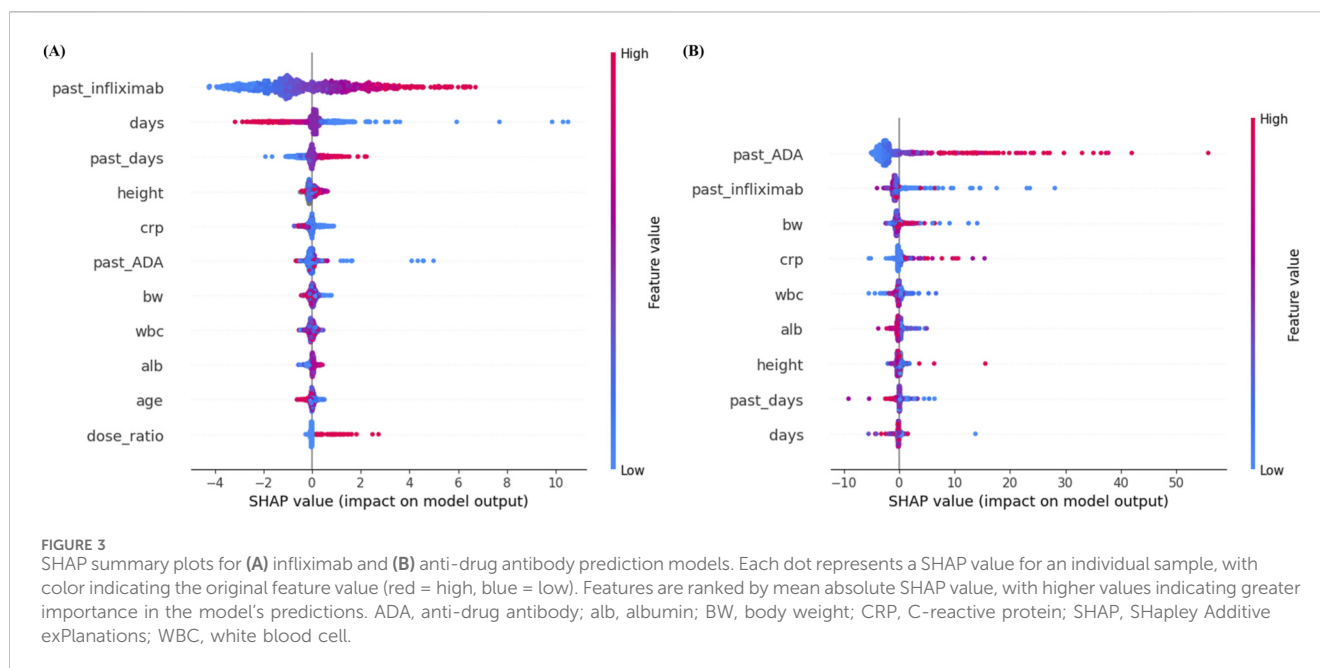 (A)
High
past_infliximab
days
past_days
height
crp
past_ADA
bw
wbc
alb
age
dose_ratio
Feature value
Low
−4 −2 0 2 4 6 8 10
SHAP value (impact on model output)
(B)
High
past_ADA
past_infliximab
bw
crp
wbc
alb
height
past_days
days
Feature value
Low
−10 0 10 20 30 40 50
SHAP value (impact on model output)
FIGURE 3
SHAP summary plots for (A) infliximab and (B) anti-drug antibody prediction models. Each dot represents a SHAP value for an individual sample, with
color indicating the original feature value (red = high, blue = low). Features are ranked by mean absolute SHAP value, with higher values indicating greater
importance in the model's predictions. ADA, anti-drug antibody; alb, albumin; BW, body weight; CRP, C-reactive protein; SHAP, SHapley Additive
exPlanations; WBC, white blood cell.